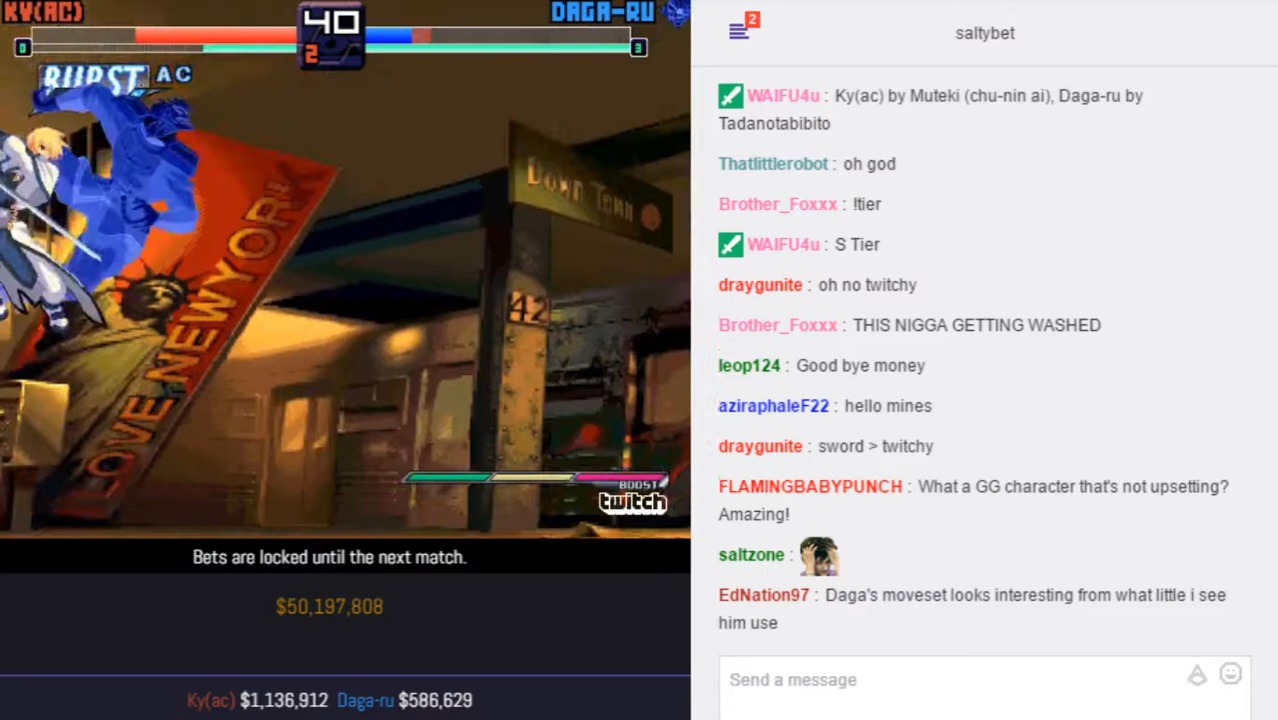 KY(AC)
DAGA-RU
40
2
0
3
BURST AC
DOWN TOWN
42
LOVE NEW YORK
BOOST
twitch
Bets are locked until the next match.
$50,197,808
Ky(ac) $1,136,912 Daga-ru $586,629
2
saltybet
WAIFU4u : Ky(ac) by Muteki (chu-nin ai), Daga-ru by
Tadanotabibito
Thatlittlerobot : oh god
Brother_Foxxx : !tier
WAIFU4u : S Tier
draygunite : oh no twitchy
Brother_Foxxx : THIS NIGGA GETTING WASHED
leop124 : Good bye money
aziraphaleF22 : hello mines
draygunite : sword > twitchy
FLAMINGBABYPUNCH : What a GG character that's not upsetting?
Amazing!
saltzone :
EdNation97 : Daga's moveset looks interesting from what little i see
him use
Send a message